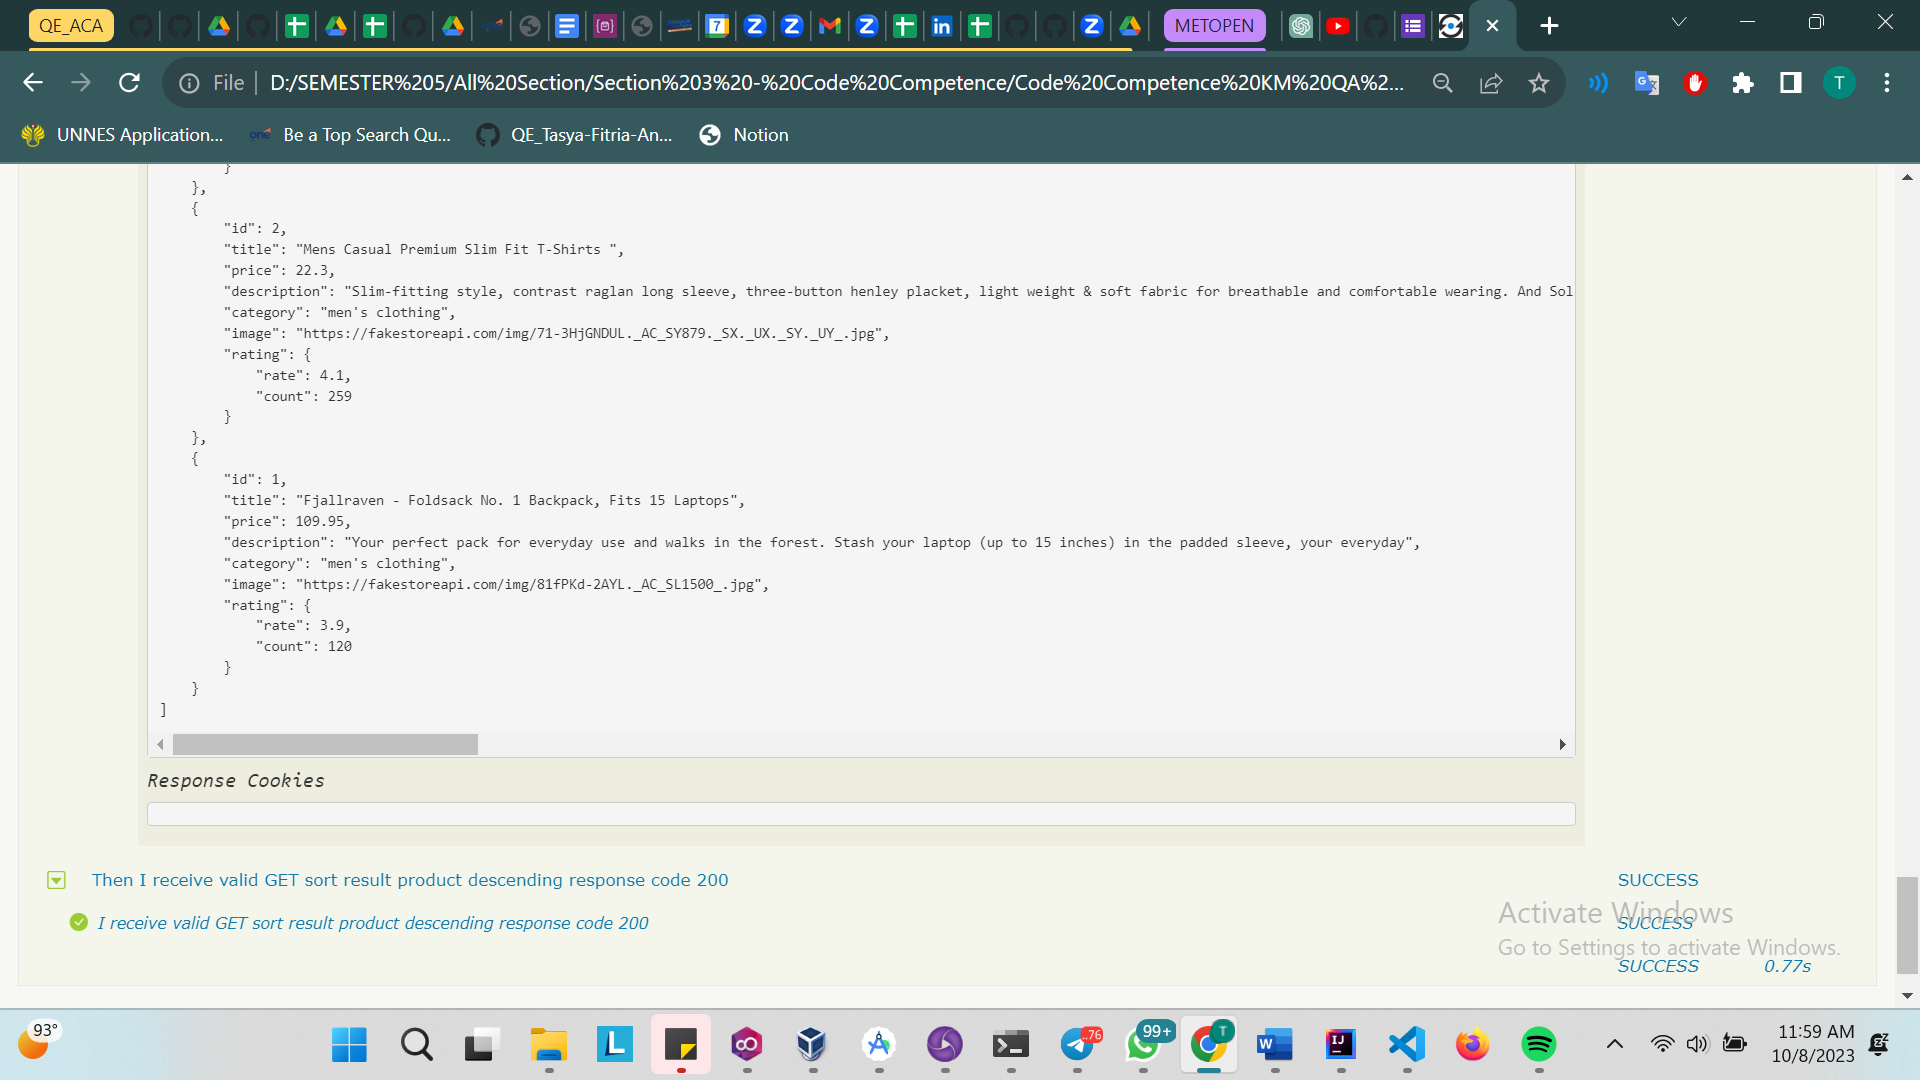 QE_ACA
7
METOPEN
File
D:/SEMESTER%205/All%20Section/Section%203%20-%20Code%20Competence/Code%20Competence%20KM%20QA%2...
T
UNNES Application...
one
Be a Top Search Qu...
QE_Tasya-Fitria-An...
Notion
}
},
{
"id": 2,
"title": "Mens Casual Premium Slim Fit T-Shirts ",
"price": 22.3,
"description": "Slim-fitting style, contrast raglan long sleeve, three-button henley placket, light weight & soft fabric for breathable and comfortable wearing. And Sol
"category": "men's clothing",
"image": "https://fakestoreapi.com/img/71-3HjGNDUL._AC_SY879._SX._UX._SY._UY_.jpg",
"rating": {
"rate": 4.1,
"count": 259
}
},
{
"id": 1,
"title": "Fjallraven - Foldsack No. 1 Backpack, Fits 15 Laptops",
"price": 109.95,
"description": "Your perfect pack for everyday use and walks in the forest. Stash your laptop (up to 15 inches) in the padded sleeve, your everyday",
"category": "men's clothing",
"image": "https://fakestoreapi.com/img/81fPKd-2AYL._AC_SL1500_.jpg",
"rating": {
"rate": 3.9,
"count": 120
}
}
]
Response Cookies
Then I receive valid GET sort result product descending response code 200 SUCCESS
I receive valid GET sort result product descending response code 200 SUCCESS
Activate Windows
Go to Settings to activate Windows.
SUCCESS 0.77s
93°
76
99+
T
11:59 AM
10/8/2023